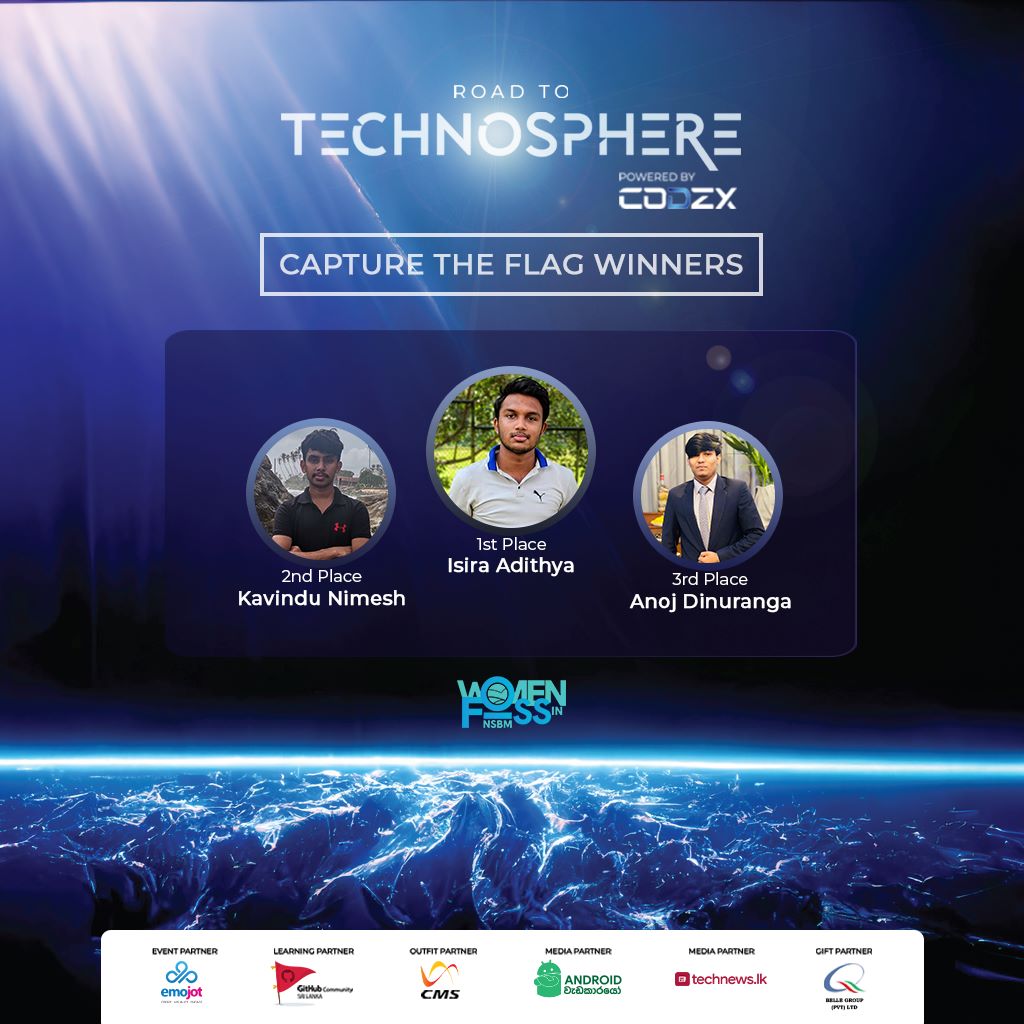 ROAD TO
TECHNOSPHERE
POWERED BY
CODZX
CAPTURE THE FLAG WINNERS
1st Place
Isira Adithya
2nd Place
Kavindu Nimesh
3rd Place
Anoj Dinuranga
WOMEN
IN
FOSS
NSBM
EVENT PARTNER
emojot
LEARNING PARTNER
GitHub Community
SRI LANKA
OUTFIT PARTNER
CMS
MEDIA PARTNER
ANDROID
වැඩකාරයෝ
MEDIA PARTNER
technews.lk
GIFT PARTNER
BELLE GROUP
(PVT) LTD